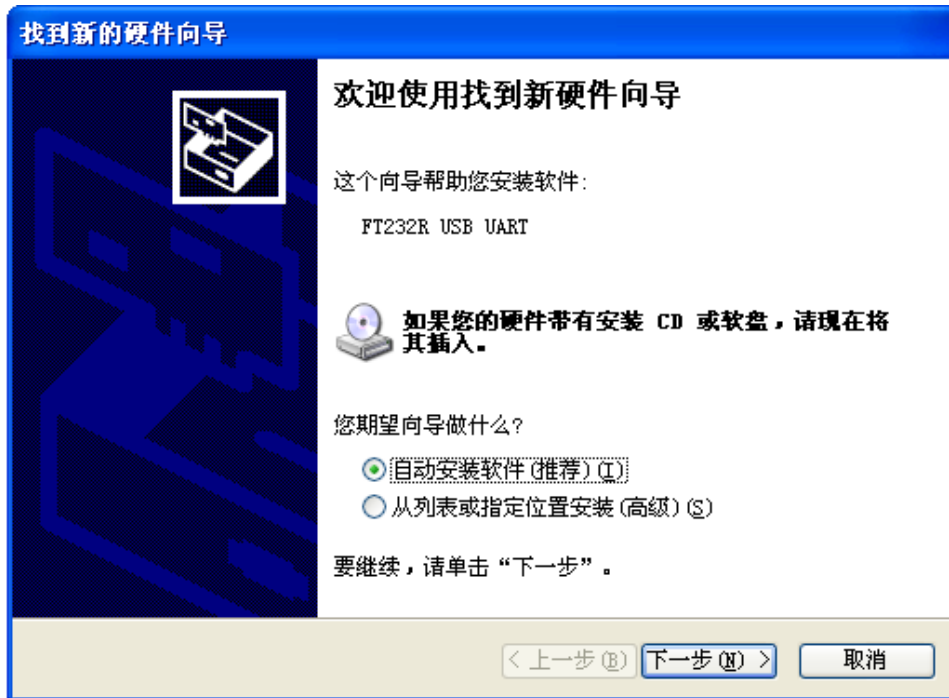 找到新的硬件向导
欢迎使用找到新硬件向导
这个向导帮助您安装软件:
FT232R USB UART
如果您的硬件带有安装 CD 或软盘，请现在将
其插入。
您期望向导做什么?
自动安装软件(推荐)(I)
从列表或指定位置安装(高级)(S)
要继续，请单击“下一步”。
< 上一步(B) 下一步(N) > 取消